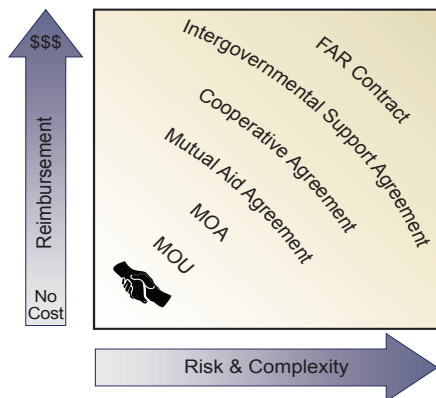 $$$
Reimbursement
No
Cost
FAR Contract
Intergovernmental Support Agreement
Cooperative Agreement
Mutual Aid Agreement
MOA
MOU
Risk & Complexity